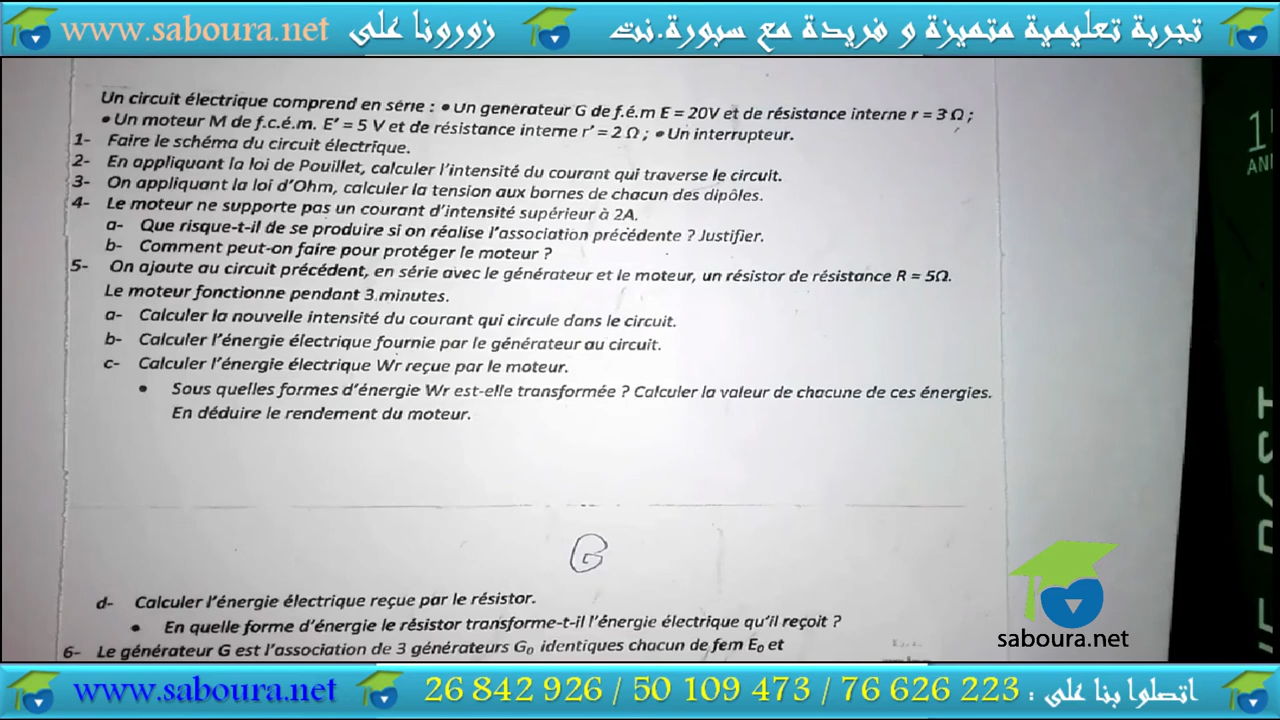 www.saboura.net زورونا على تجربة تعليمية متميزة و فريدة مع سبورة.نت
Un circuit électrique comprend en série : • Un générateur G de f.é.m E = 20V et de résistance interne r = 3 Ω ;
• Un moteur M de f.c.é.m. E' = 5 V et de résistance interne r' = 2 Ω ; • Un interrupteur.
1- Faire le schéma du circuit électrique.
2- En appliquant la loi de Pouillet, calculer l'intensité du courant qui traverse le circuit.
3- On appliquant la loi d'Ohm, calculer la tension aux bornes de chacun des dipôles.
4- Le moteur ne supporte pas un courant d'intensité supérieur à 2A.
a- Que risque-t-il de se produire si on réalise l'association précédente ? Justifier.
b- Comment peut-on faire pour protéger le moteur ?
5- On ajoute au circuit précédent, en série avec le générateur et le moteur, un résistor de résistance R = 5Ω.
Le moteur fonctionne pendant 3 minutes.
a- Calculer la nouvelle intensité du courant qui circule dans le circuit.
b- Calculer l'énergie électrique fournie par le générateur au circuit.
c- Calculer l'énergie électrique Wr reçue par le moteur.
• Sous quelles formes d'énergie Wr est-elle transformée ? Calculer la valeur de chacune de ces énergies.
En déduire le rendement du moteur.
G
d- Calculer l'énergie électrique reçue par le résistor.
• En quelle forme d'énergie le résistor transforme-t-il l'énergie électrique qu'il reçoit ?
6- Le générateur G est l'association de 3 générateurs G₀ identiques chacun de fem E₀ et
saboura.net
www.saboura.net 26 842 926 / 50 109 473 / 76 626 223 : اتصلوا بنا على